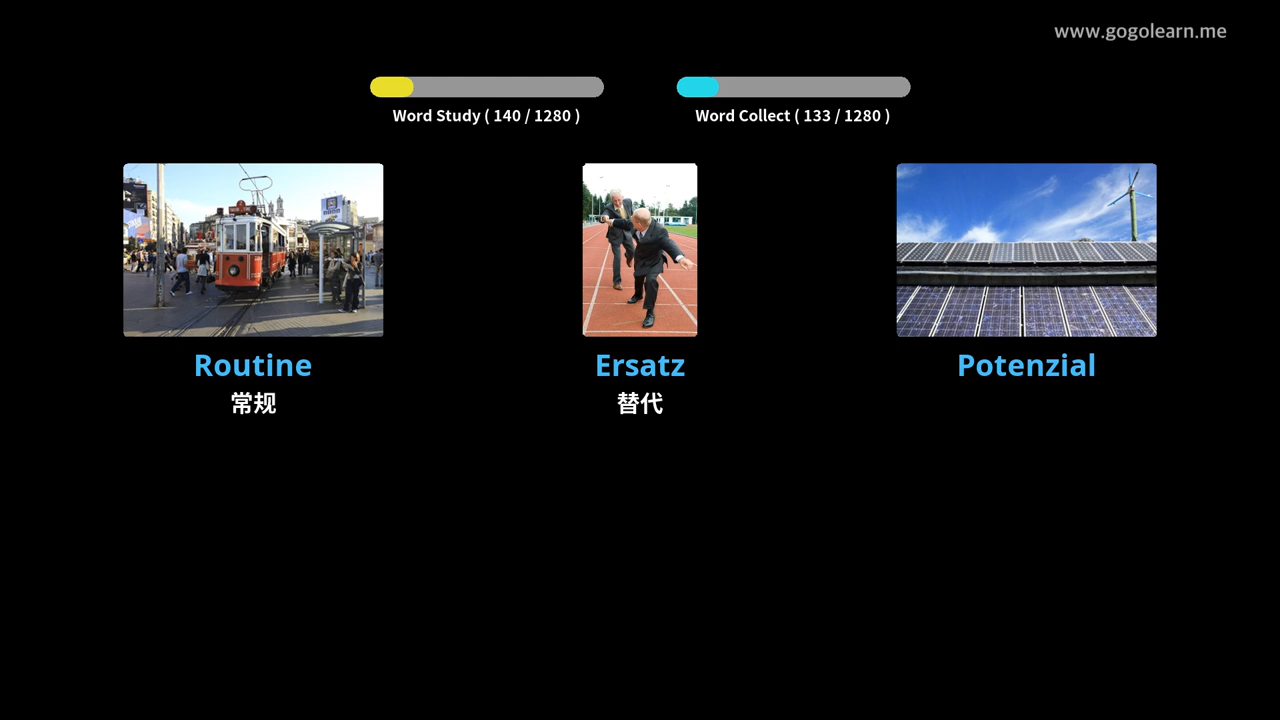 www.gogolearn.me
Word Study ( 140 / 1280 )
Word Collect ( 133 / 1280 )
Routine
Ersatz
Potenzial
常规
替代